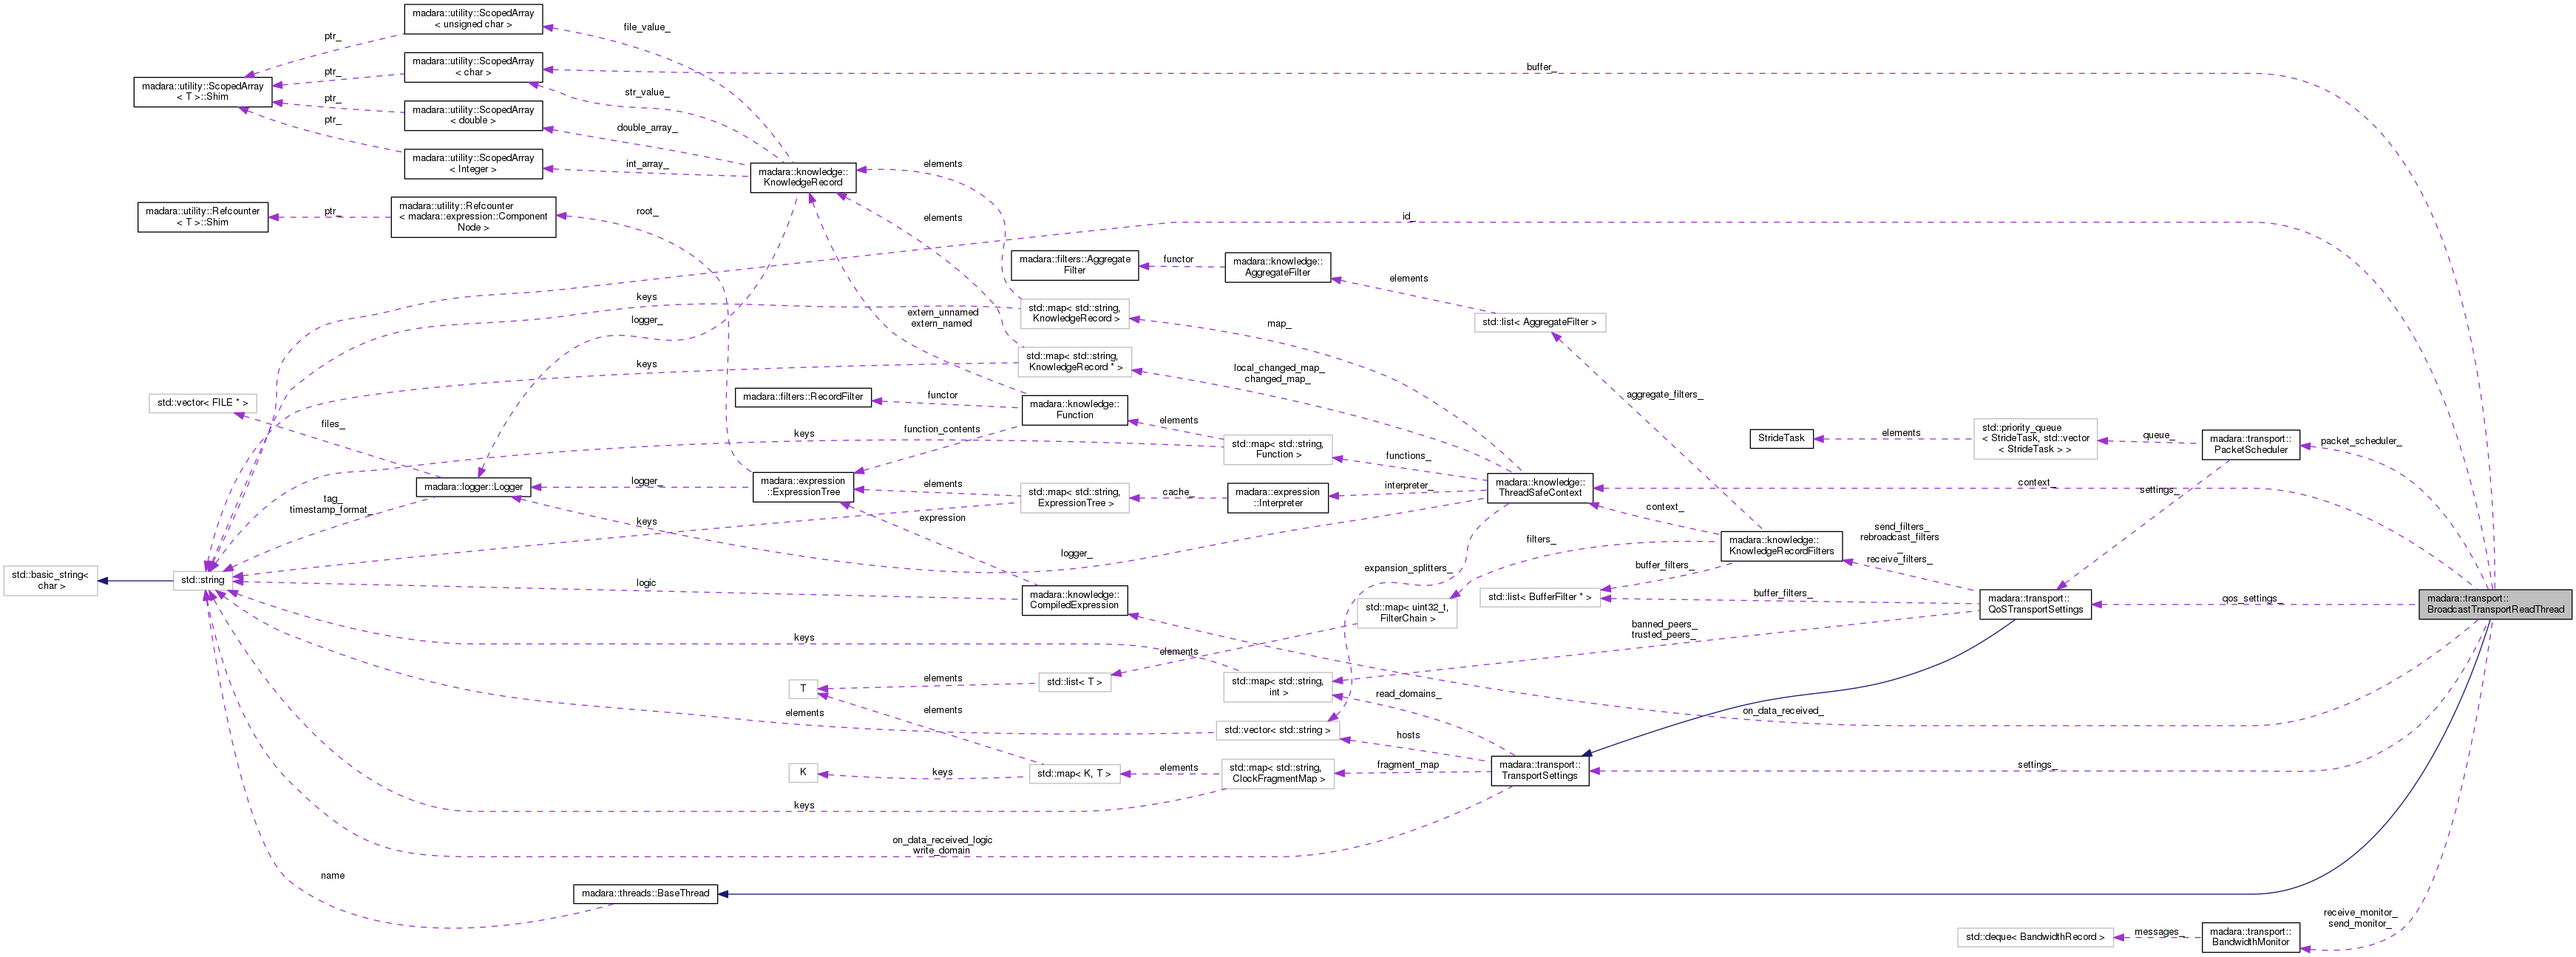 madara::utility::ScopedArray
< unsigned char >
file_value_
ptr_
madara::utility::ScopedArray
< char >
buffer_
ptr_
madara::utility::ScopedArray
< T >::Shim
str_value_
ptr_
madara::utility::ScopedArray
< double >
double_array_
ptr_
madara::utility::ScopedArray
< Integer >
int_array_
elements
madara::knowledge::
KnowledgeRecord
madara::utility::Refcounter
< T >::Shim
ptr_
madara::utility::Refcounter
< madara::expression::Component
Node >
root_
elements
id_
madara::filters::Aggregate
Filter
functor
madara::knowledge::
AggregateFilter
elements
keys
std::map< std::string,
KnowledgeRecord >
logger_
extern_unnamed
extern_named
map_
std::list< AggregateFilter >
std::map< std::string,
KnowledgeRecord * >
keys
local_changed_map_
changed_map_
std::vector< FILE * >
files_
madara::filters::RecordFilter
functor
madara::knowledge::
Function
aggregate_filters_
function_contents
keys
elements
std::map< std::string,
Function >
functions_
StrideTask
elements
std::priority_queue
< StrideTask, std::vector
< StrideTask > >
queue_
madara::transport::
PacketScheduler
packet_scheduler_
madara::logger::Logger
logger_
madara::expression
::ExpressionTree
elements
std::map< std::string,
ExpressionTree >
cache_
madara::expression
::Interpreter
interpreter_
madara::knowledge::
ThreadSafeContext
context_
settings_
tag_
timestamp_format_
expression
keys
context_
logger_
madara::knowledge::
KnowledgeRecordFilters
send_filters_
rebroadcast_filters
_
receive_filters_
filters_
expansion_splitters_
buffer_filters_
std::basic_string<
char >
std::string
logic
madara::knowledge::
CompiledExpression
std::map< uint32_t,
FilterChain >
std::list< BufferFilter * >
buffer_filters_
madara::transport::
QoSTransportSettings
qos_settings_
madara::transport::
BroadcastTransportReadThread
keys
elements
banned_peers_
trusted_peers_
T
elements
std::list< T >
std::map< std::string,
int >
read_domains_
elements
elements
std::vector< std::string >
on_data_received_
hosts
K
keys
std::map< K, T >
elements
std::map< std::string,
ClockFragmentMap >
fragment_map
madara::transport::
TransportSettings
settings_
keys
on_data_received_logic
write_domain
name
madara::threads::BaseThread
receive_monitor_
send_monitor_
std::deque< BandwidthRecord >
messages_
madara::transport::
BandwidthMonitor